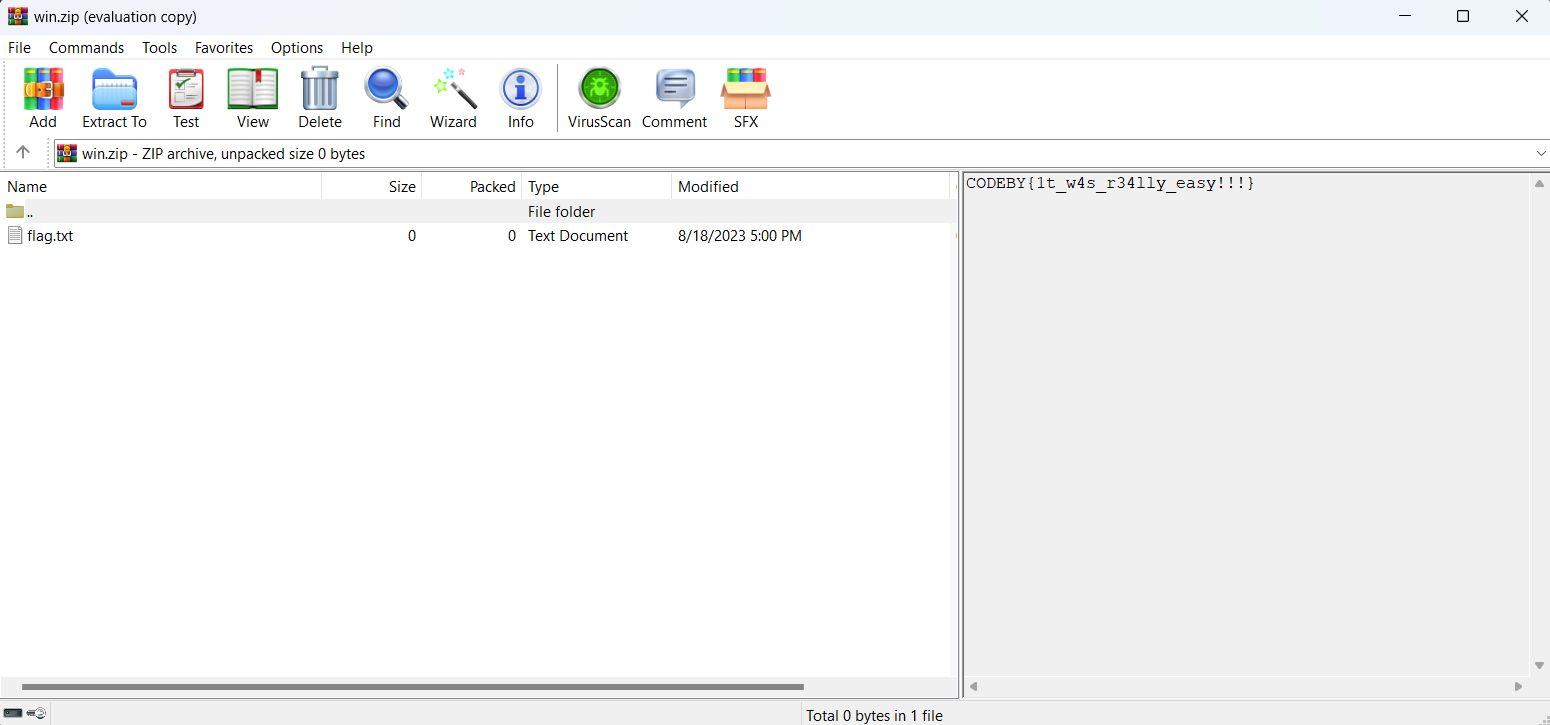 win.zip (evaluation copy)
File Commands Tools Favorites Options Help
Add Extract To Test View Delete Find Wizard Info VirusScan Comment SFX
win.zip - ZIP archive, unpacked size 0 bytes
Name Size Packed Type Modified
.. File folder
flag.txt 0 0 Text Document 8/18/2023 5:00 PM
CODEBY{1t_w4s_r34lly_easy!!!}
Total 0 bytes in 1 file